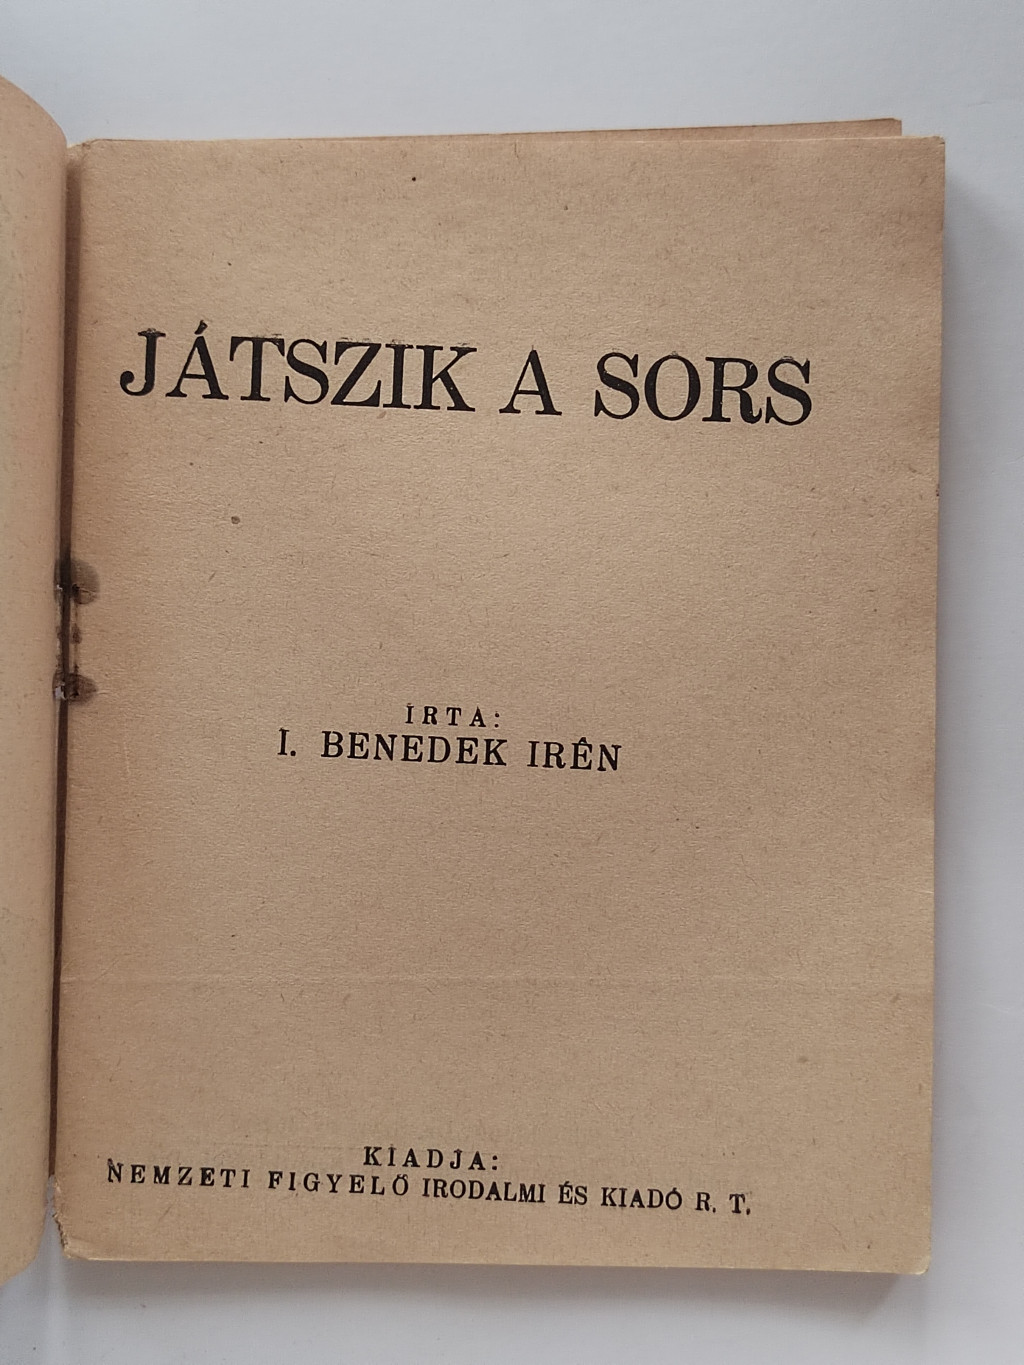 JÁTSZIK A SORS
ÍRTA:
I. BENEDEK IRÊN
KIADJA:
NEMZETI FIGYELŐ IRODALMI ÉS KIADÓ R. T.